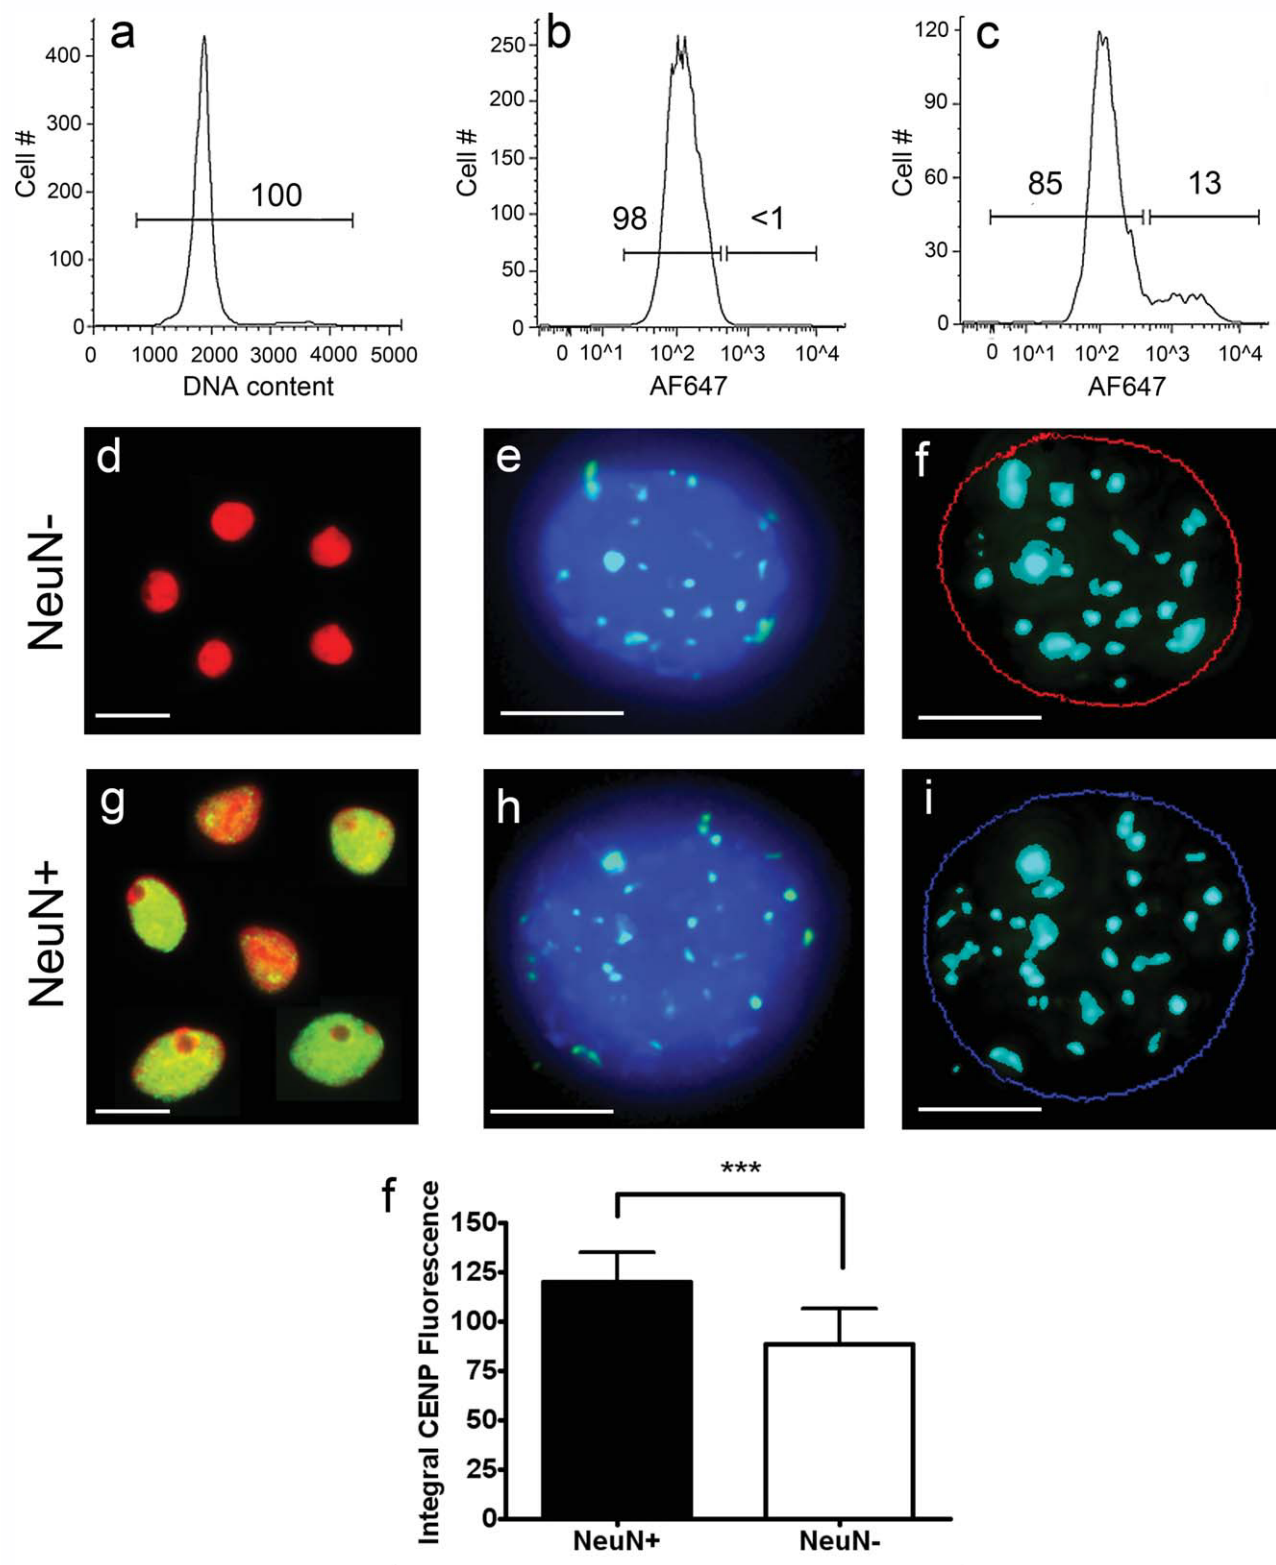 a
Cell #
400
300
200
100
0
100
0 1000 2000 3000 4000 5000
DNA content
b
Cell #
250
200
150
100
50
0
98 <1
0 10^1 10^2 10^3 10^4
AF647
c
Cell #
120
90
60
30
0
85 13
0 10^1 10^2 10^3 10^4
AF647
NeuN-
d
e
f
NeuN+
g
h
i
f
***
Integral CENP Fluorescence
150
125
100
75
50
25
0
NeuN+ NeuN-